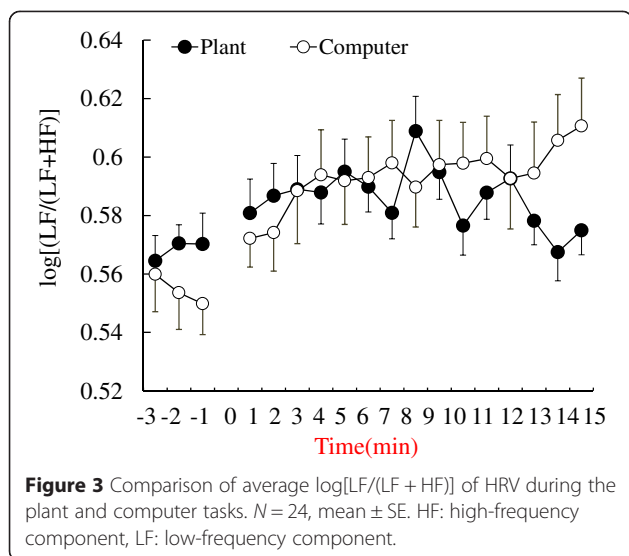 0.64
Plant Computer
0.62
0.6
0.58
0.56
0.54
0.52
log[(LF/(LF+HF)]
-3 -2 -1 0 1 2 3 4 5 6 7 8 9 10 11 12 13 14 15
Time(min)
Figure 3 Comparison of average log[LF/(LF + HF)] of HRV during the
plant and computer tasks. N = 24, mean ± SE. HF: high-frequency
component, LF: low-frequency component.